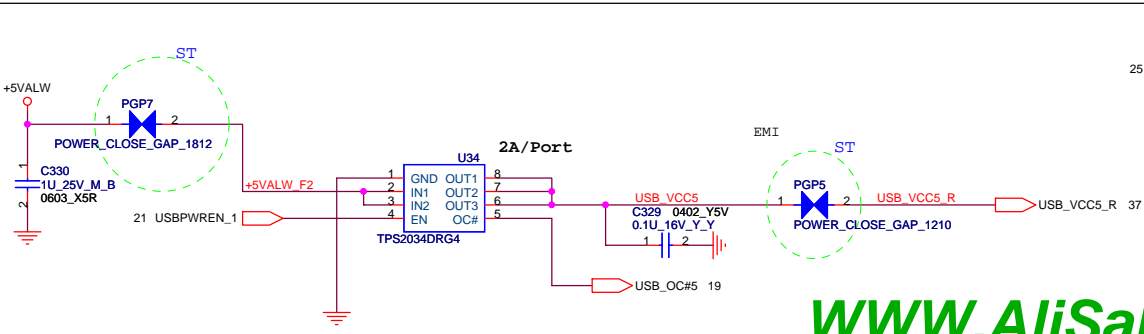 ST
25
+5VALW
PGP7
1 2
POWER_CLOSE_GAP_1812
EMI
ST
2A/Port
U34
1
C330
1U_25V_M_B
0603_X5R
2
+5VALW_F2
1 GND OUT1 8
2 IN1 OUT2 7
3 IN2 OUT3 6
4 EN OC# 5
TPS2034DRG4
21 USBPWREN_1
USB_VCC5
C329 0402_Y5V
0.1U_16V_Y_Y
1 2
PGP5
1 2
POWER_CLOSE_GAP_1210
USB_VCC5_R
USB_VCC5_R 37
USB_OC#5 19